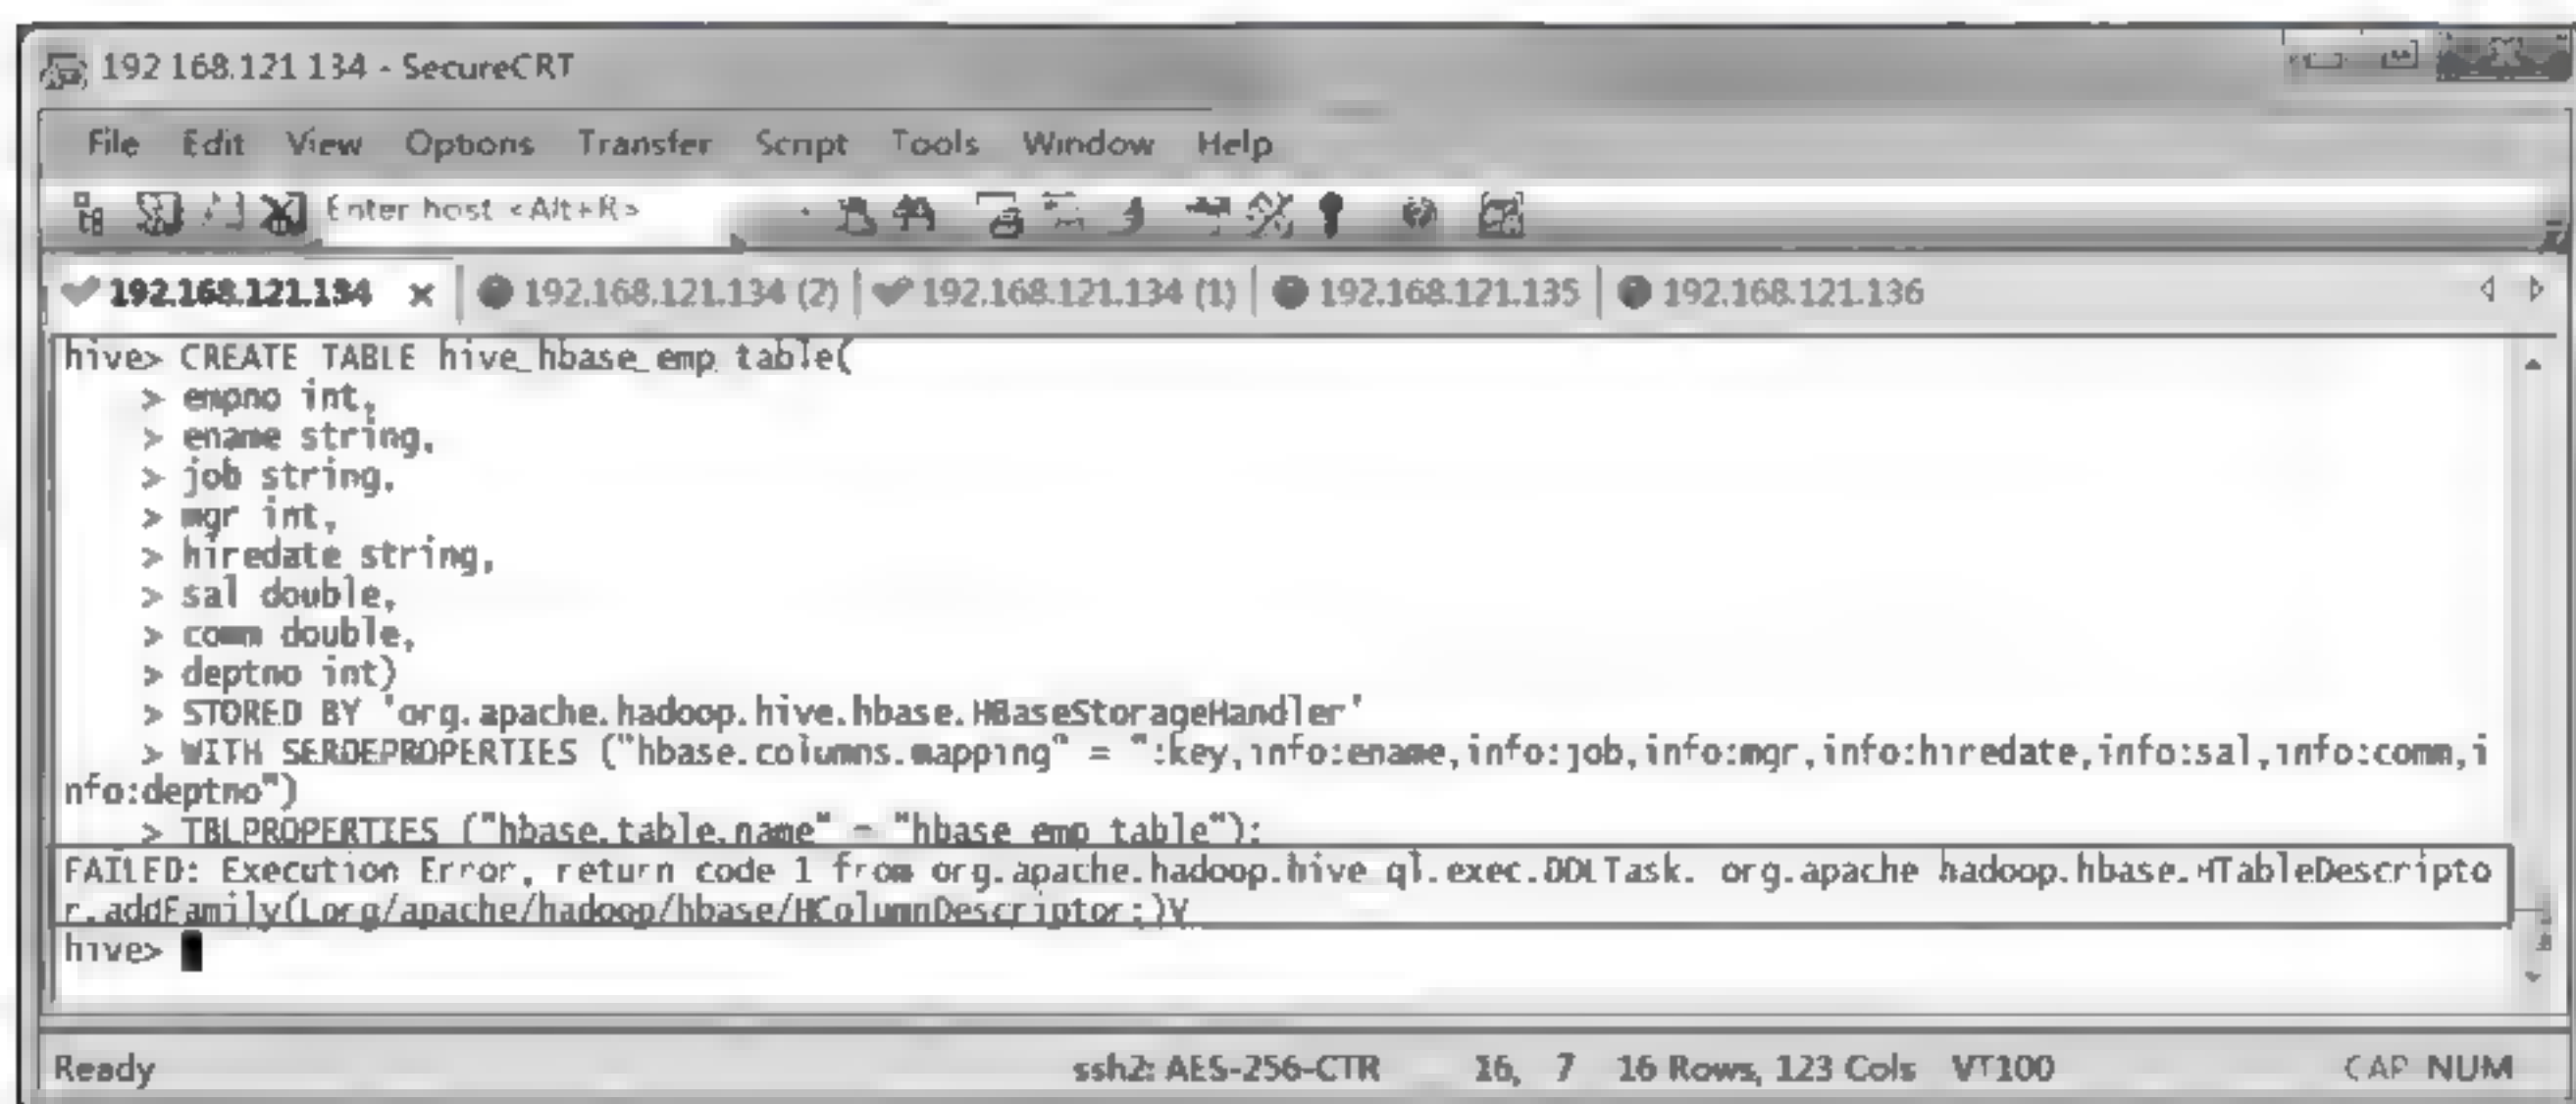 192.168.121.134 - SecureCRT
File Edit View Options Transfer Script Tools Window Help
Enter host <Alt+R>
192.168.121.134 × 192.168.121.134 (2) 192.168.121.134 (1) 192.168.121.135 192.168.121.136
hive> CREATE TABLE hive_hbase_emp_table(
> empno int,
> ename string,
> job string,
> mgr int,
> hiredate string,
> sal double,
> comm double,
> deptno int)
> STORED BY 'org.apache.hadoop.hive.hbase.HBaseStorageHandler'
> WITH SERDEPROPERTIES ("hbase.columns.mapping" = ":key,info:ename,info:job,info:mgr,info:hiredate,info:sal,info:comm,i
nfo:deptno")
> TBLPROPERTIES ("hbase.table.name" = "hbase_emp_table");
FAILED: Execution Error, return code 1 from org.apache.hadoop.hive.ql.exec.DDLTask. org.apache.hadoop.hbase.HTableDescripto
r.addFamily(Lorg/apache/hadoop/hbase/HColumnDescriptor;)V
hive>
Ready ssh2: AES-256-CTR 16, 7 16 Rows, 123 Cols VT100 CAP NUM